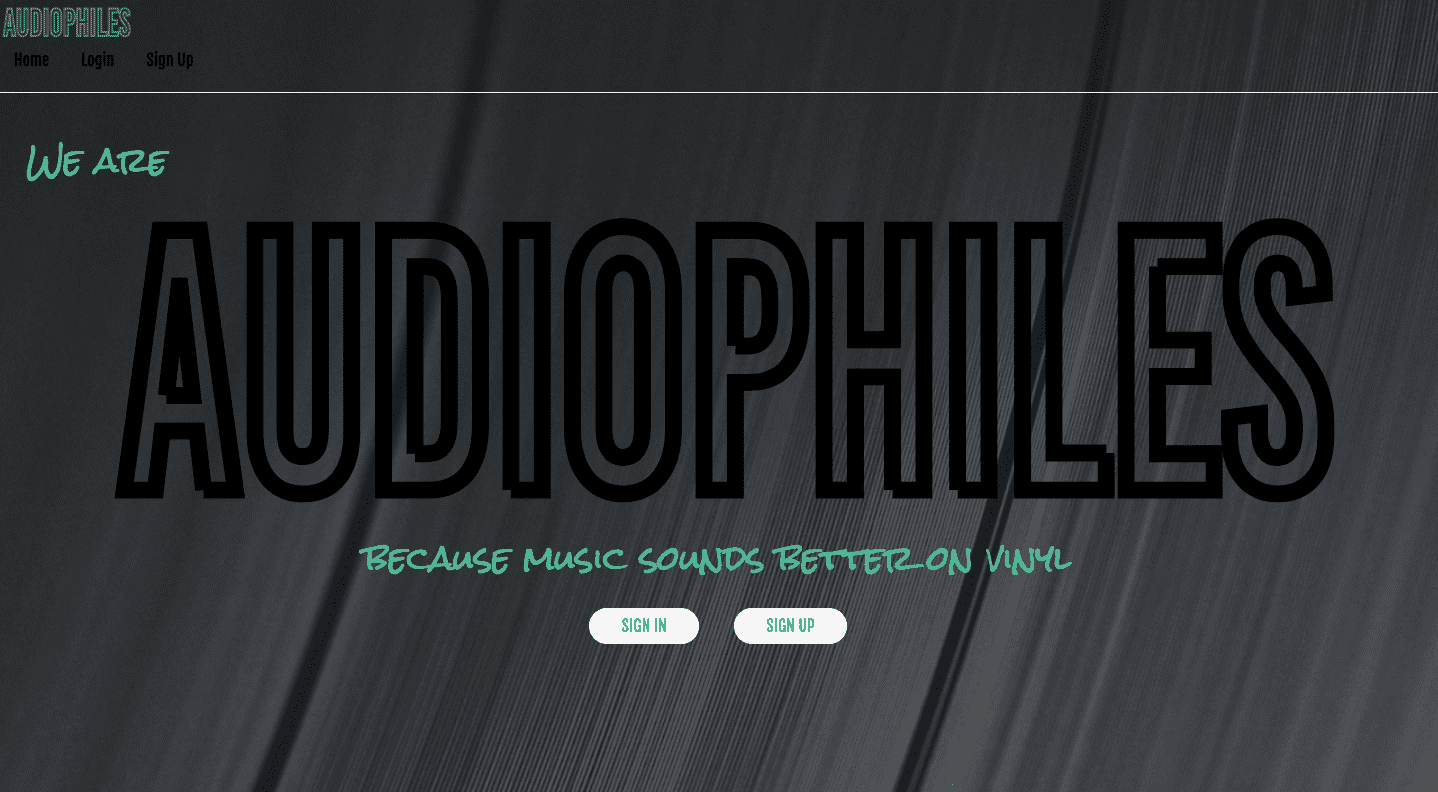 AUDIOPHILES
Home Login Sign Up
WE ARE
AUDIOPHILES
BECAUSE MUSIC SOUNDS BETTER ON VINYL
SIGN IN SIGN UP